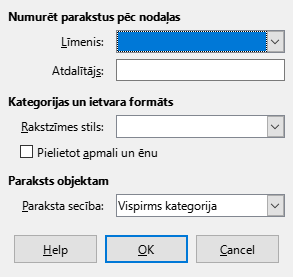 Numurēt parakstus pēc nodaļas
Līmenis:
Atdalītājs:
Kategorijas un ietvara formāts
Rakstzīmes stils:
Pielietot apmali un ēnu
Paraksts objektam
Paraksta secība: Vispirms kategorija
Help OK Cancel